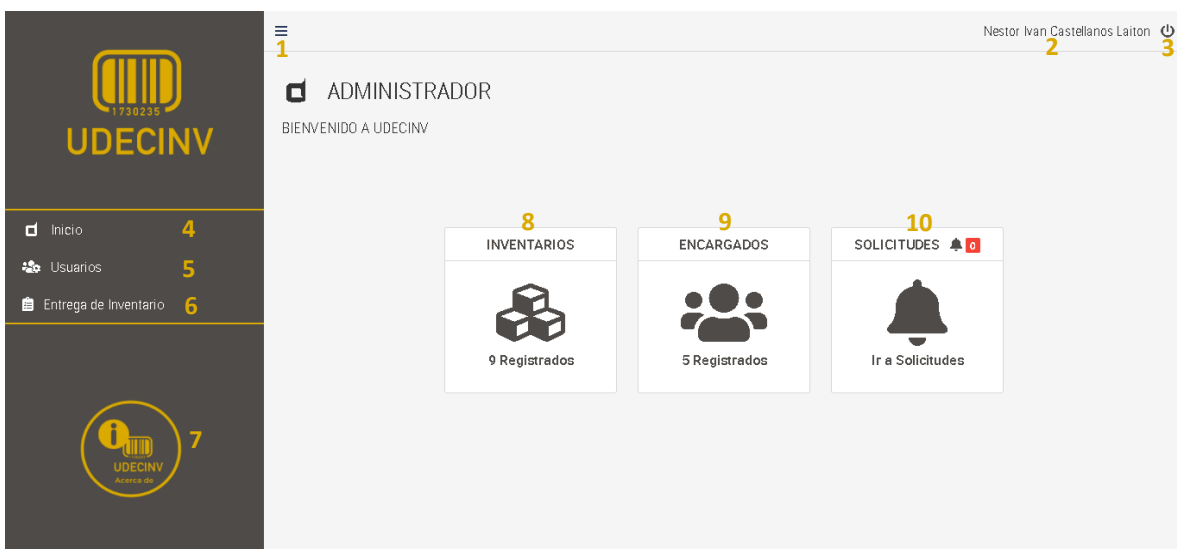 Nestor Ivan Castellanos Laiton
1
2
3
1730235
UDECINV
ADMINISTRADOR
BIENVENIDO A UDECINV
Inicio 4
Usuarios 5
Entrega de Inventario 6
UDECINV
Acerca de
7
8
INVENTARIOS
9 Registrados
9
ENCARGADOS
5 Registrados
10
SOLICITUDES 0
Ir a Solicitudes